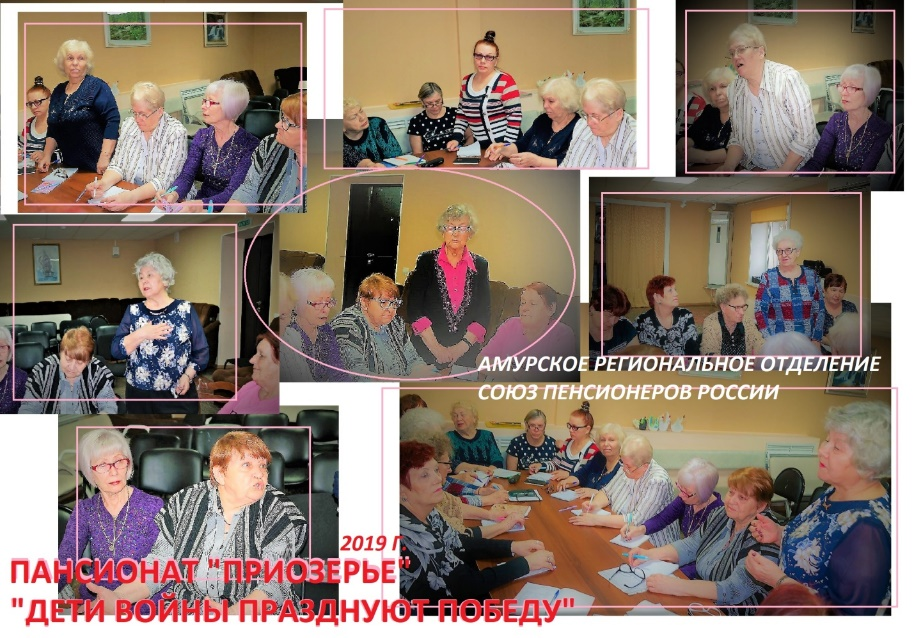 АМУРСКОЕ РЕГИОНАЛЬНОЕ ОТДЕЛЕНИЕ
СОЮЗ ПЕНСИОНЕРОВ РОССИИ
2019 Г.
ПАНСИОНАТ "ПРИОЗЕРЬЕ"
"ДЕТИ ВОЙНЫ ПРАЗДНУЮТ ПОБЕДУ"